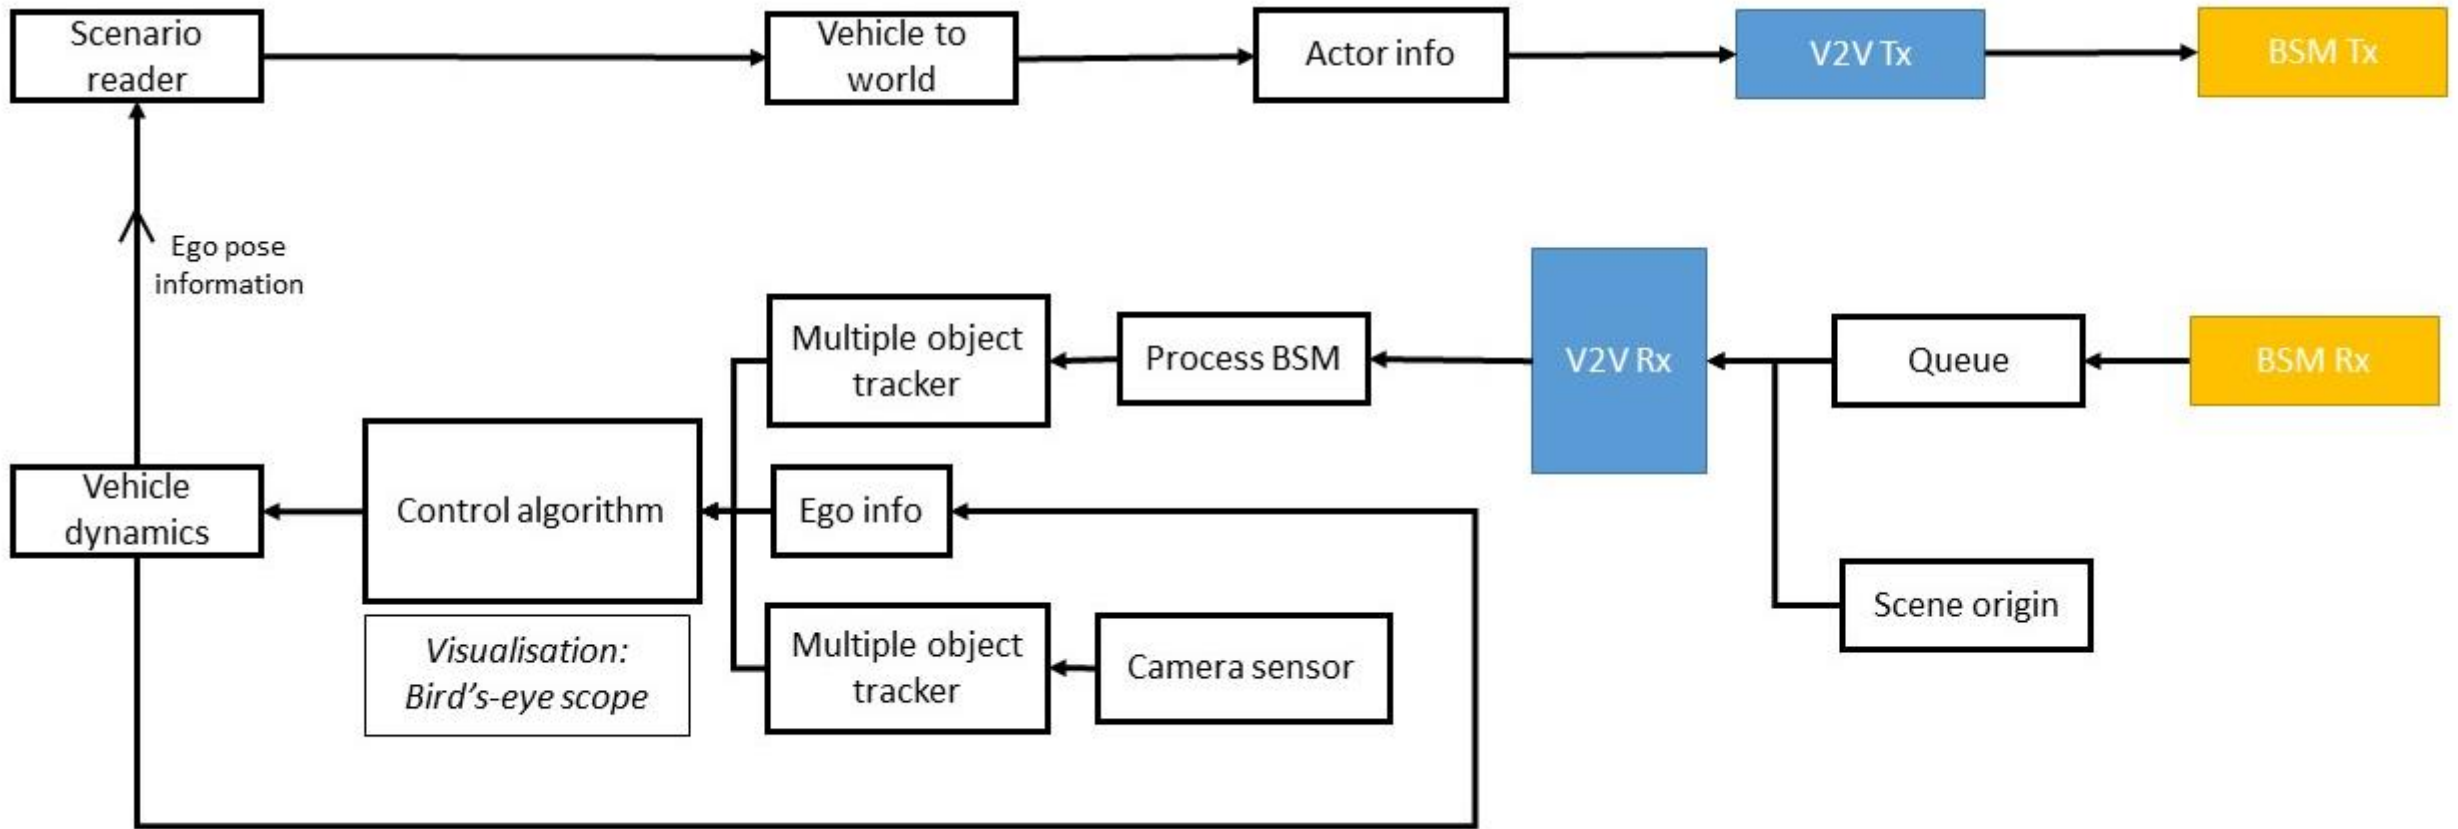 Scenario
reader
Vehicle to
world
Actor info
V2V Tx
BSM Tx
Ego pose
information
Multiple object
tracker
Process BSM
V2V Rx
Queue
BSM Rx
Vehicle
dynamics
Control algorithm
Ego info
Scene origin
Visualisation:
Bird’s-eye scope
Multiple object
tracker
Camera sensor